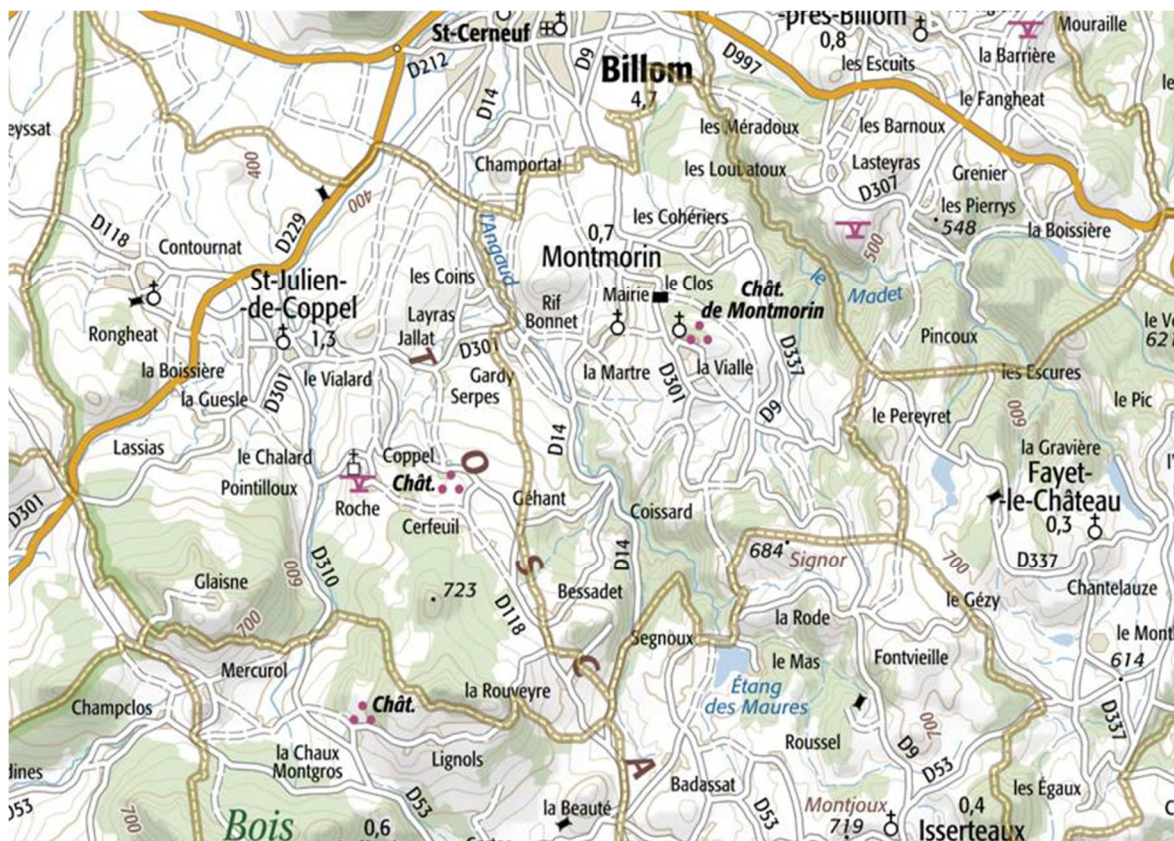 St-Cerneuf
D212
D9
Billom
4,7
D997
-près-Billom
0,8
Mouraille
la Barrière
les Escuits
le Fangheat
D14
eyssat
400
400
Champortat
les Méradoux
les Barnoux
les Loubatoux
Lasteyras
D307
Grenier
les Pierrys
548
500
la Boissière
D118
Contournat
D229
l'Angaud
les Cohériers
0,7
Montmorin
St-Julien-
-de-Coppel
1,3
les Coins
Rif
Bonnet
Mairie
le Clos
Chât.
de Montmorin
le
Madet
Pincoux
Rongheat
Layras
Jallat
T
D301
la Boissière
le Vialard
D301
Gardy
Serpes
la Martre
D301
la Vialle
D337
D9
les Escures
600
le Pic
la Guesle
le Pereyret
Lassias
le Chalard
Pointilloux
Coppel
Chât.
O
D14
la Gravière
Fayet-
-le-Château
0,3
Roche
Cerfeuil
Géhant
Coissard
D301
D310
600
Glaisne
723
S
D14
684
Signor
700
D337
Chantelauze
Bessadet
D118
la Rode
le Gézy
700
Mercurol
Segnoux
C
le Mas
Fontvieille
614
Étang
des Maures
Champclos
Chât.
la Rouveyre
Roussel
700
D9
D337
la Chaux
Montgros
Lignols
A
Badassat
D53
les Égaux
D53
D53
700
la Beauté
Montjoux
719
D53
0,4
Isserteaux
Bois
0,6